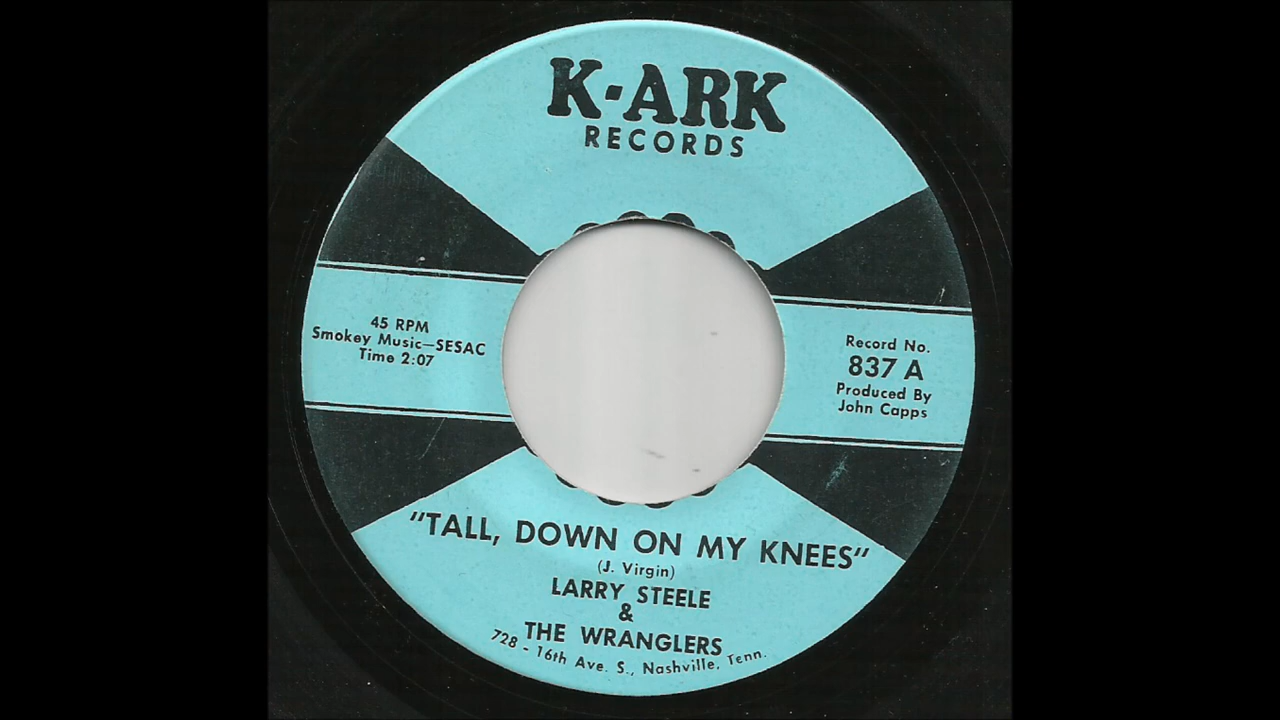 K-ARK
RECORDS
45 RPM
Smokey Music—SESAC
Time 2:07
Record No.
837 A
Produced By
John Capps
"TALL, DOWN ON MY KNEES"
(J. Virgin)
LARRY STEELE
&
THE WRANGLERS
728 - 16th Ave. S., Nashville, Tenn.